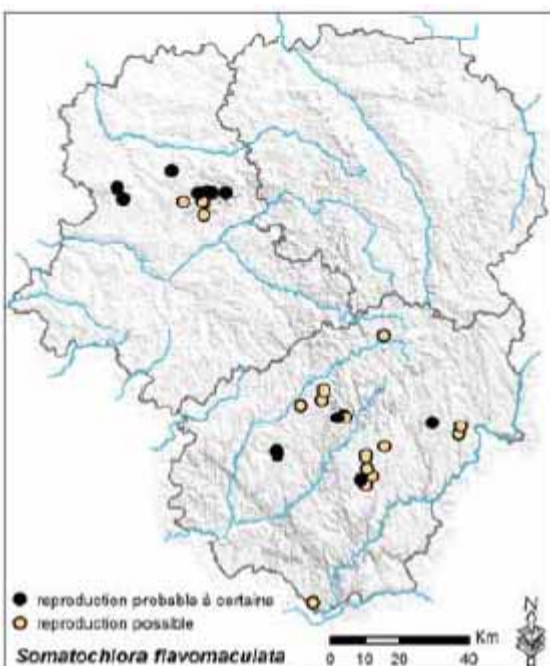 reproduction probable à certaine
reproduction possible
Somatochlora flavomaculata
0 10 20 40 Km
N